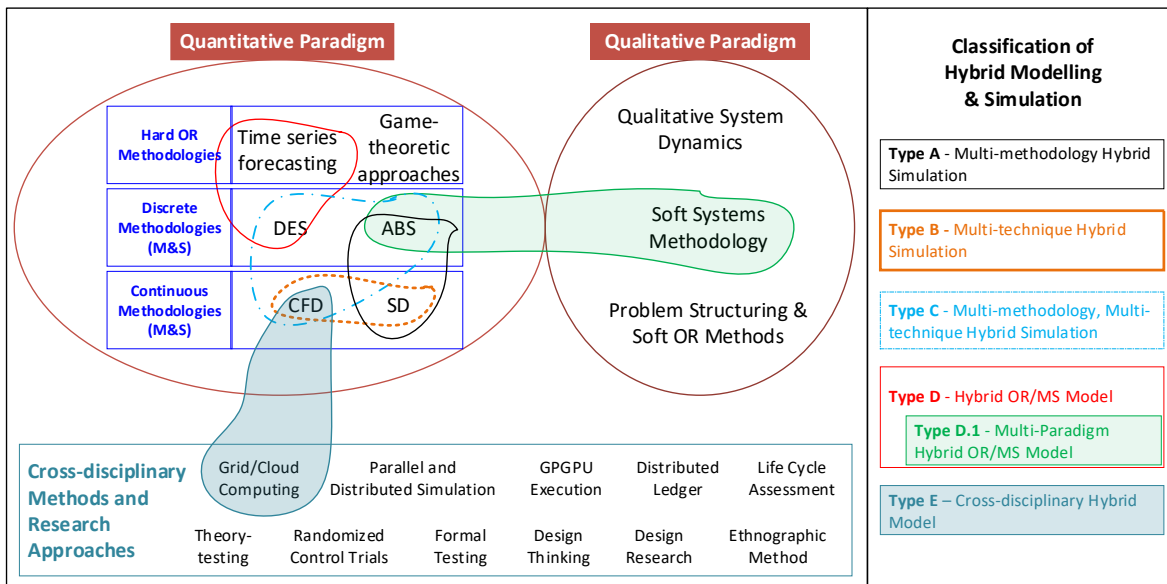 Quantitative Paradigm
Qualitative Paradigm
Hard OR
Methodologies
Time series
forecasting
Game-
theoretic
approaches
Discrete
Methodologies
(M&S)
DES
ABS
Continuous
Methodologies
(M&S)
CFD
SD
Qualitative System
Dynamics
Soft Systems
Methodology
Problem Structuring &
Soft OR Methods
Cross-disciplinary
Methods and
Research
Approaches
Grid/Cloud
Computing
Parallel and
Distributed Simulation
GPGPU
Execution
Distributed
Ledger
Life Cycle
Assessment
Theory-
testing
Randomized
Control Trials
Formal
Testing
Design
Thinking
Design
Research
Ethnographic
Method
Classification of
Hybrid Modelling
& Simulation
Type A - Multi-methodology Hybrid
Simulation
Type B - Multi-technique Hybrid
Simulation
Type C - Multi-methodology, Multi-
technique Hybrid Simulation
Type D - Hybrid OR/MS Model
Type D.1 - Multi-Paradigm
Hybrid OR/MS Model
Type E – Cross-disciplinary Hybrid
Model